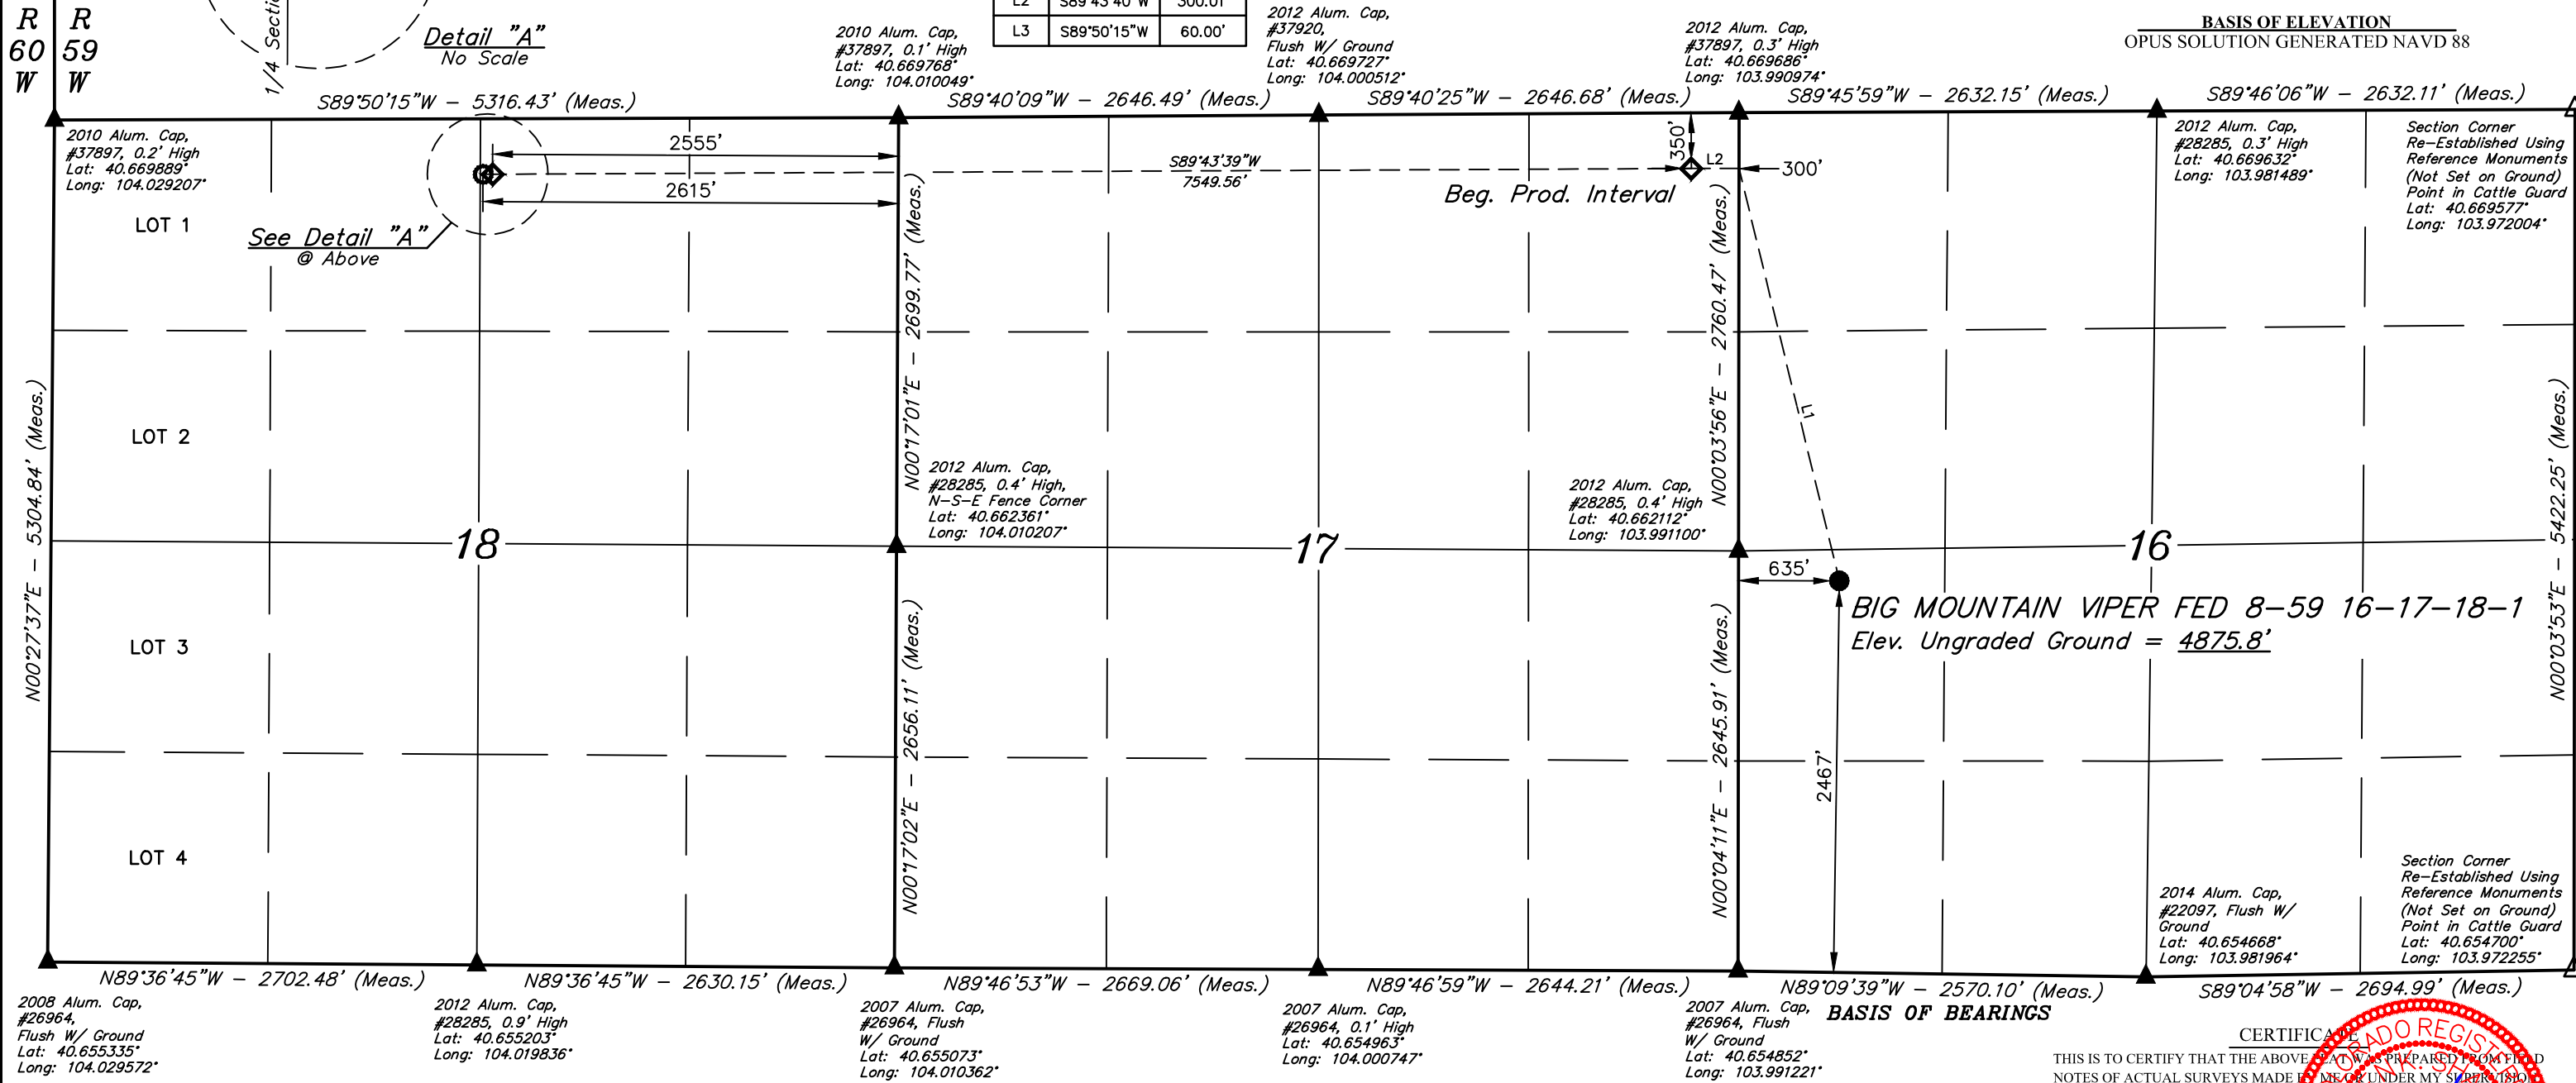 R R
60 59
W W
1/4 Secti
Detail "A"
No Scale
L2 S89°43'40"W 300.01'
L3 S89°50'15"W 60.00'
2010 Alum. Cap,
#37897, 0.1' High
Lat: 40.669768°
Long: 104.010049°
2012 Alum. Cap,
#37920,
Flush W/ Ground
Lat: 40.669727°
Long: 104.000512°
2012 Alum. Cap,
#37897, 0.3' High
Lat: 40.669686°
Long: 103.990974°
BASIS OF ELEVATION
OPUS SOLUTION GENERATED NAVD 88
S89°50'15"W – 5316.43' (Meas.)
S89°40'09"W – 2646.49' (Meas.)
S89°40'25"W – 2646.68' (Meas.)
S89°45'59"W – 2632.15' (Meas.)
S89°46'06"W – 2632.11' (Meas.)
2010 Alum. Cap,
#37897, 0.2' High
Lat: 40.669889°
Long: 104.029207°
2555'
2615'
S89°43'39"W
7549.56'
350'
L2
300'
Beg. Prod. Interval
2012 Alum. Cap,
#28285, 0.3' High
Lat: 40.669632°
Long: 103.981489°
Section Corner
Re-Established Using
Reference Monuments
(Not Set on Ground)
Point in Cattle Guard
Lat: 40.669577°
Long: 103.972004°
LOT 1
See Detail "A"
@ Above
N00°17'01"E – 2699.77' (Meas.)
N00°03'56"E – 2760.47' (Meas.)
L1
LOT 2
N00°27'37"E – 5304.84' (Meas.)
N00°03'53"E – 5422.25' (Meas.)
2012 Alum. Cap,
#28285, 0.4' High,
N-S-E Fence Corner
Lat: 40.662361°
Long: 104.010207°
2012 Alum. Cap,
#28285, 0.4' High
Lat: 40.662112°
Long: 103.991100°
18
17
16
635'
BIG MOUNTAIN VIPER FED 8-59 16-17-18-1
Elev. Ungraded Ground = 4875.8'
LOT 3
N00°17'02"E – 2656.11' (Meas.)
N00°04'11"E – 2645.91' (Meas.)
2467'
LOT 4
2014 Alum. Cap,
#22097, Flush W/
Ground
Lat: 40.654668°
Long: 103.981964°
Section Corner
Re-Established Using
Reference Monuments
(Not Set on Ground)
Point in Cattle Guard
Lat: 40.654700°
Long: 103.972255°
N89°36'45"W – 2702.48' (Meas.)
N89°36'45"W – 2630.15' (Meas.)
N89°46'53"W – 2669.06' (Meas.)
N89°46'59"W – 2644.21' (Meas.)
N89°09'39"W – 2570.10' (Meas.)
S89°04'58"W – 2694.99' (Meas.)
BASIS OF BEARINGS
2008 Alum. Cap,
#26964,
Flush W/ Ground
Lat: 40.655335°
Long: 104.029572°
2012 Alum. Cap,
#28285, 0.9' High
Lat: 40.655203°
Long: 104.019836°
2007 Alum. Cap,
#26964, Flush
W/ Ground
Lat: 40.655073°
Long: 104.010362°
2007 Alum. Cap,
#26964, 0.1' High
Lat: 40.654963°
Long: 104.000747°
2007 Alum. Cap,
#26964, Flush
W/ Ground
Lat: 40.654852°
Long: 103.991221°
CERTIFICATE
THIS IS TO CERTIFY THAT THE ABOVE PLAT WAS PREPARED FROM FIELD
NOTES OF ACTUAL SURVEYS MADE BY ME OR UNDER MY SUPERVISION